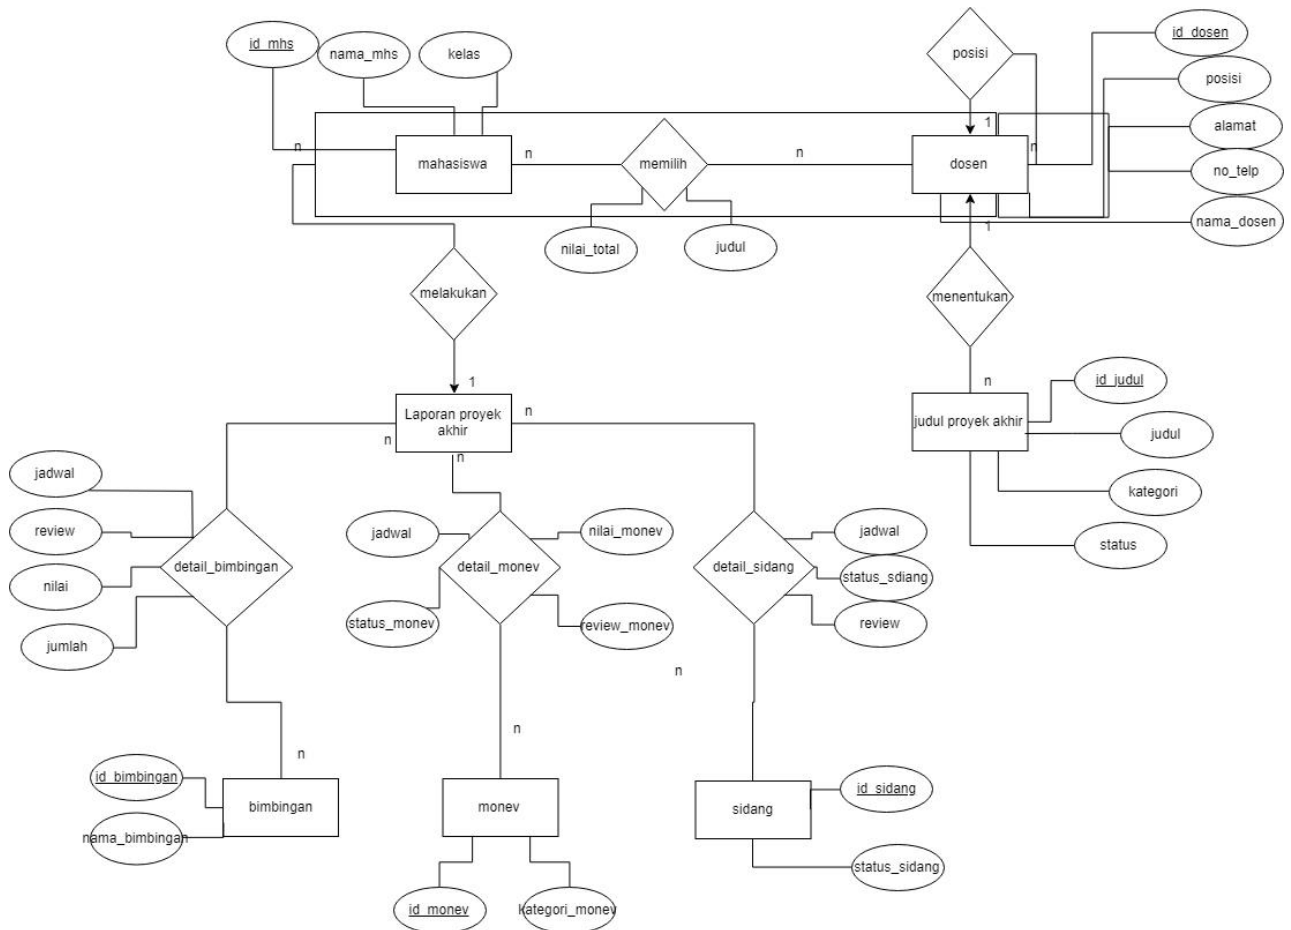 id_mhs
nama_mhs
kelas
posisi
id_dosen
posisi
alamat
no_telp
nama_dosen
n
mahasiswa
n
memilih
n
dosen
1
n
1
nilai_total
judul
melakukan
1
menentukan
n
Laporan proyek
akhir
n
n
n
judul proyek akhir
id_judul
judul
kategori
status
jadwal
review
nilai
jumlah
detail_bimbingan
jadwal
status_monev
detail_monev
nilai_monev
review_monev
detail_sidang
jadwal
status_sdiang
review
n
n
n
id_bimbingan
nama_bimbingan
bimbingan
monev
id_monev
kategori_monev
sidang
id_sidang
status_sidang